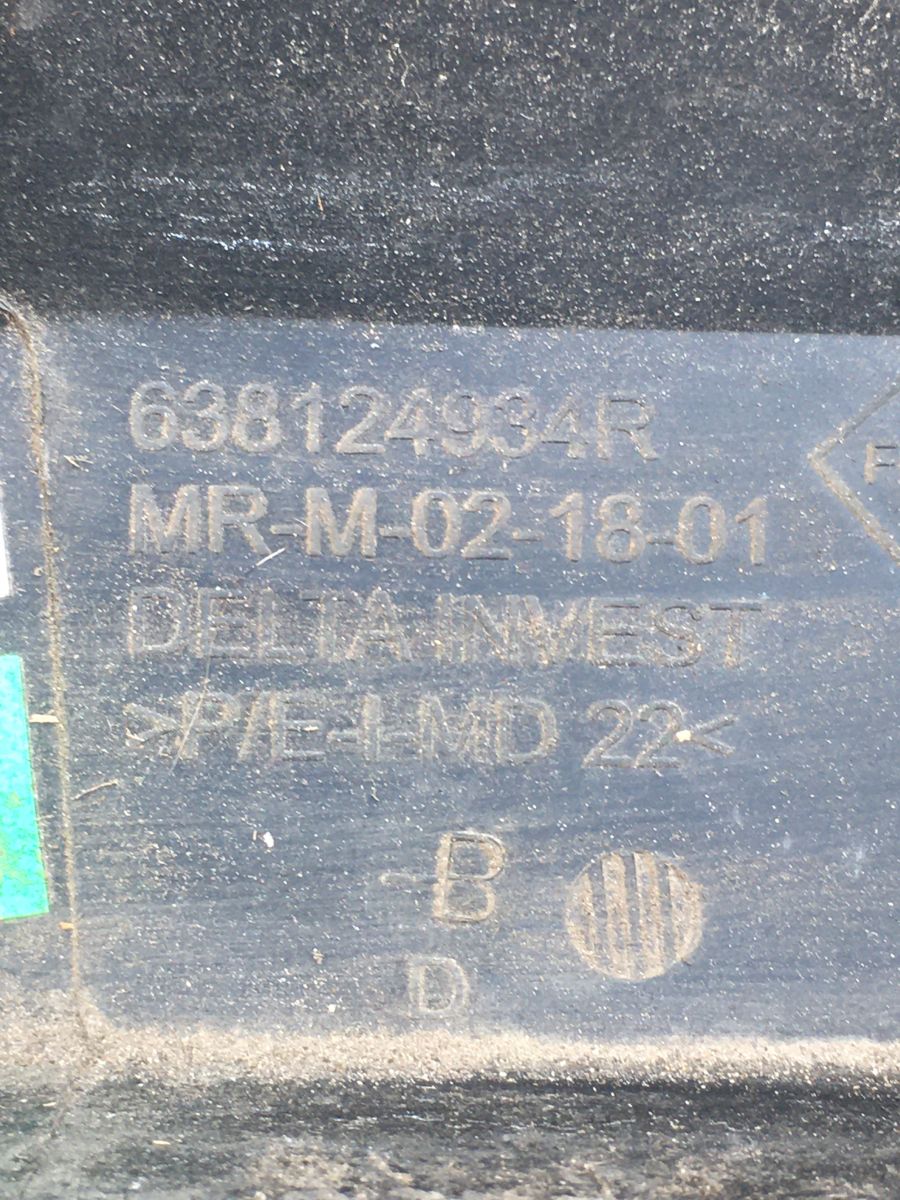 638124934R
F
MR-M-02-18-01
DELTA INVEST
>P/E-I-MD 22<
B
D